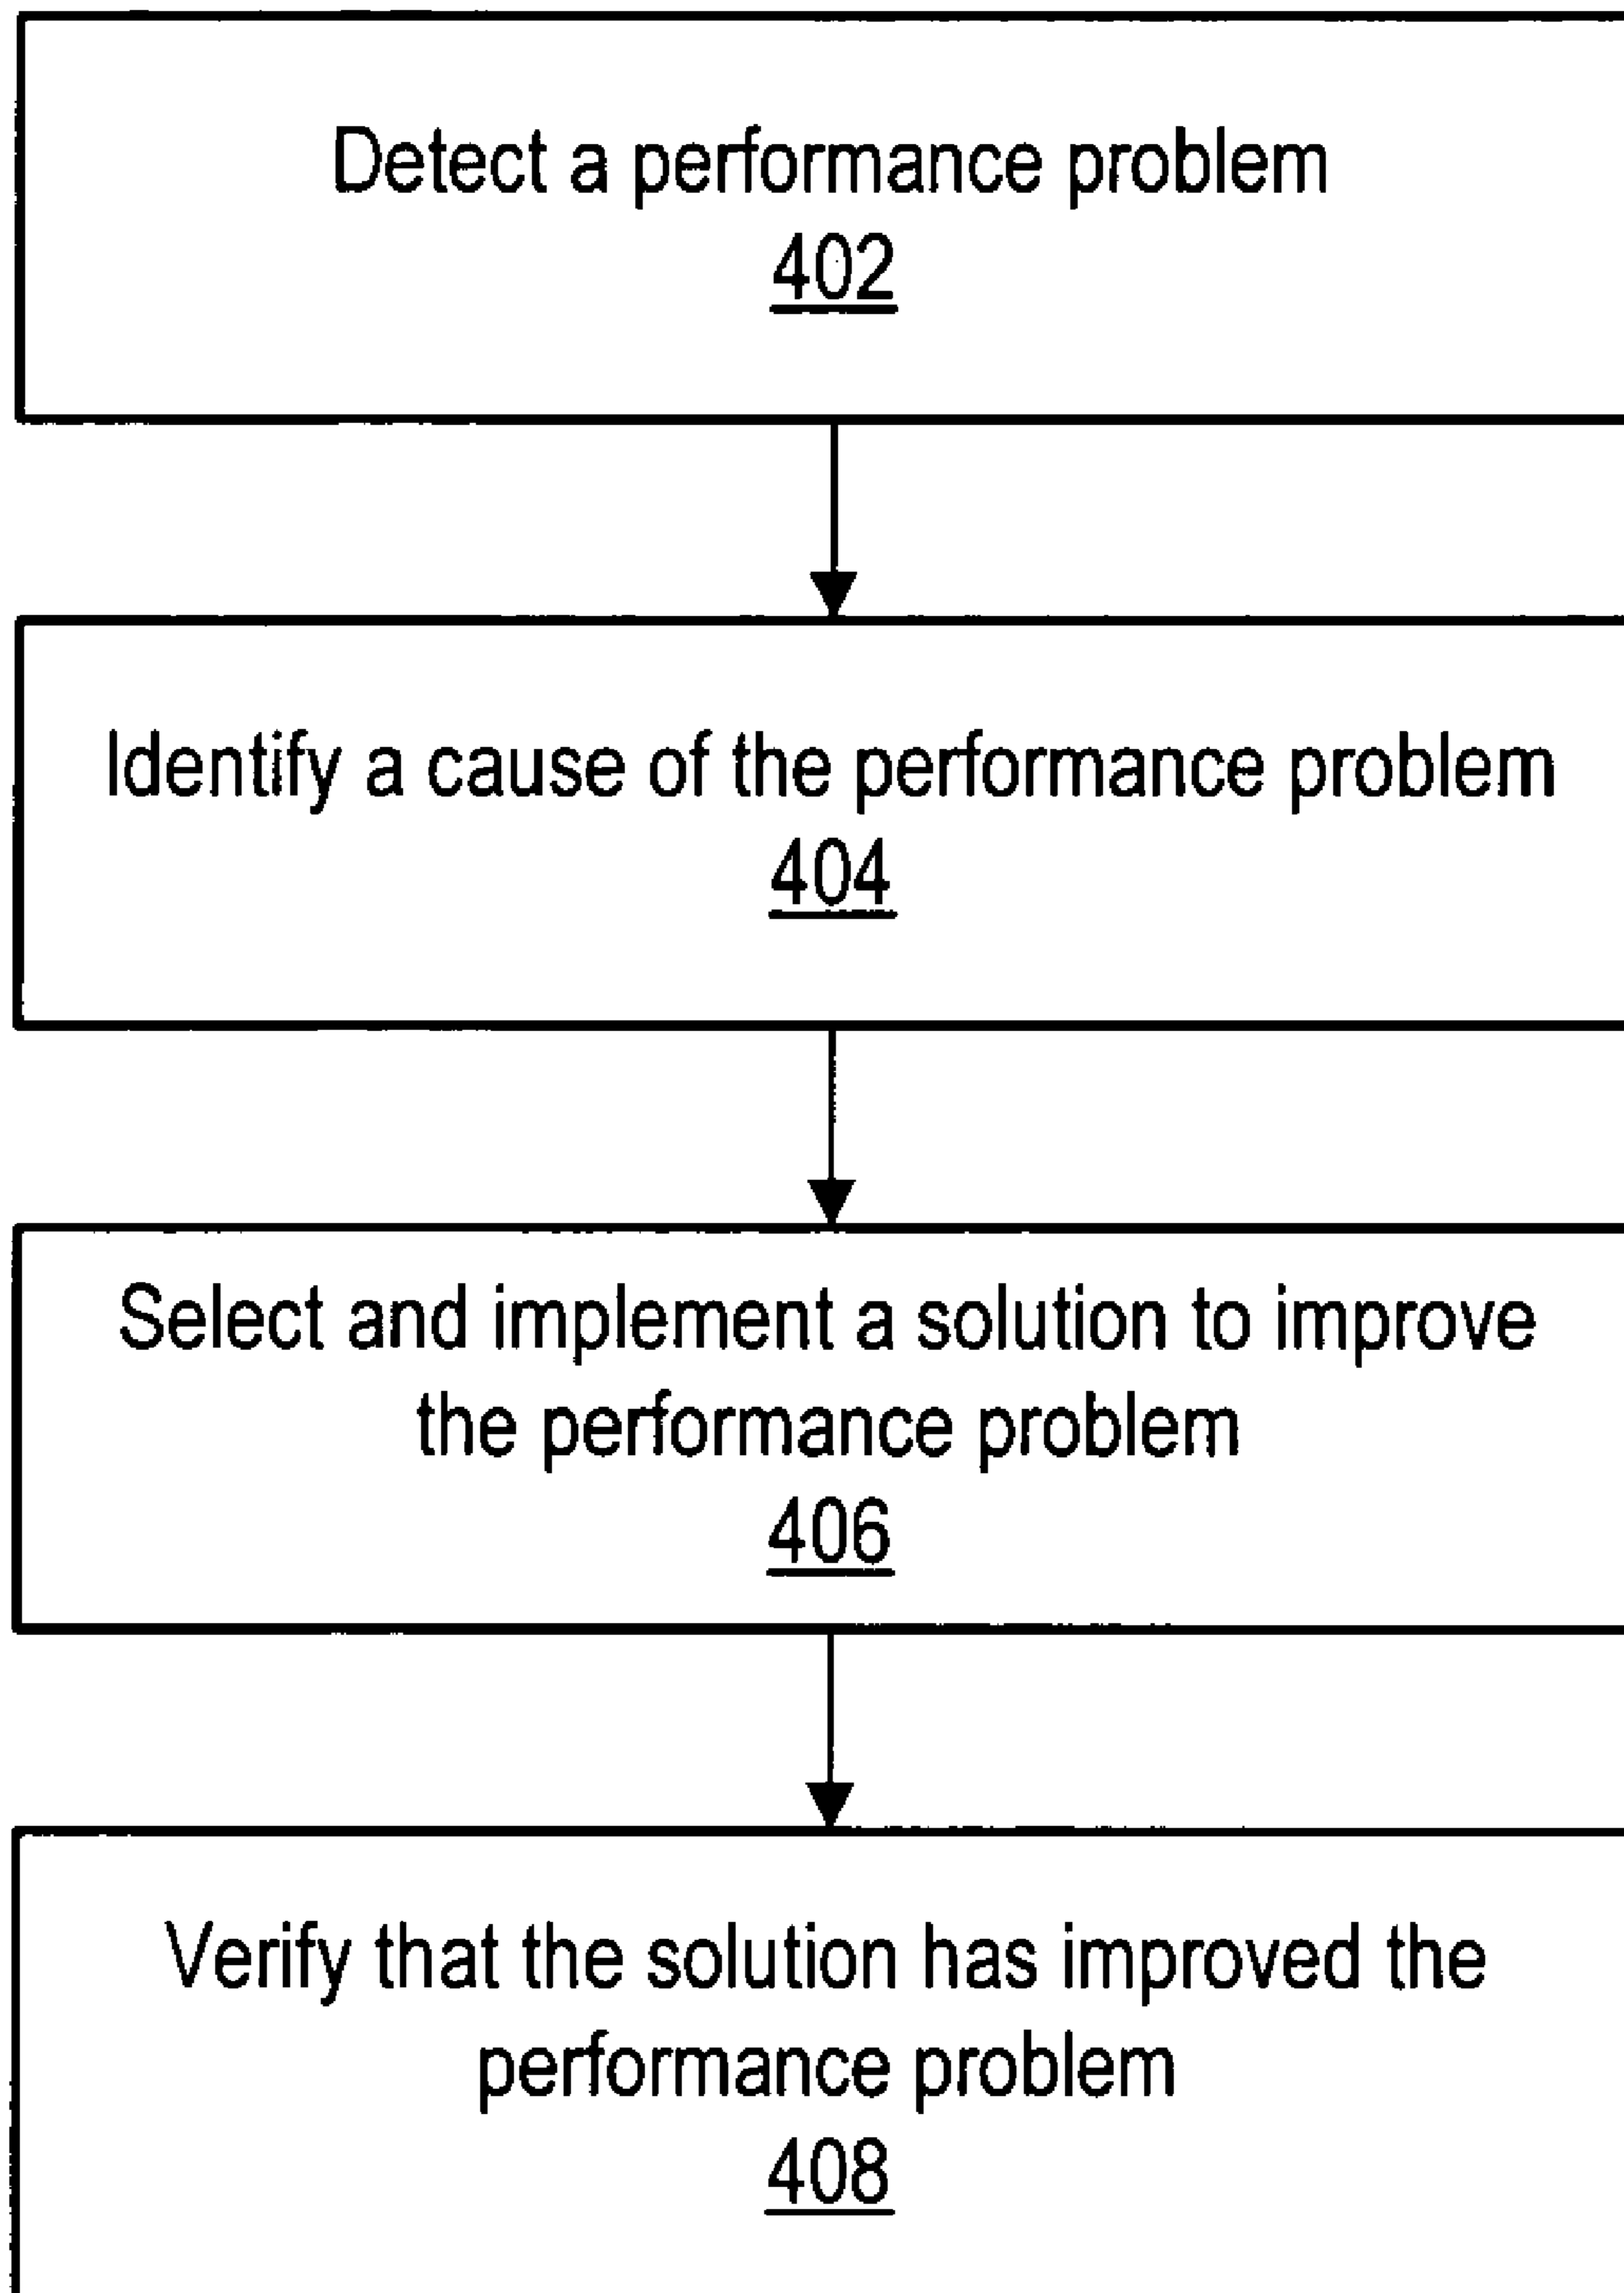 Detect a performance problem
402
Identify a cause of the performance problem
404
Select and implement a solution to improve
the performance problem
406
Verify that the solution has improved the
performance problem
408